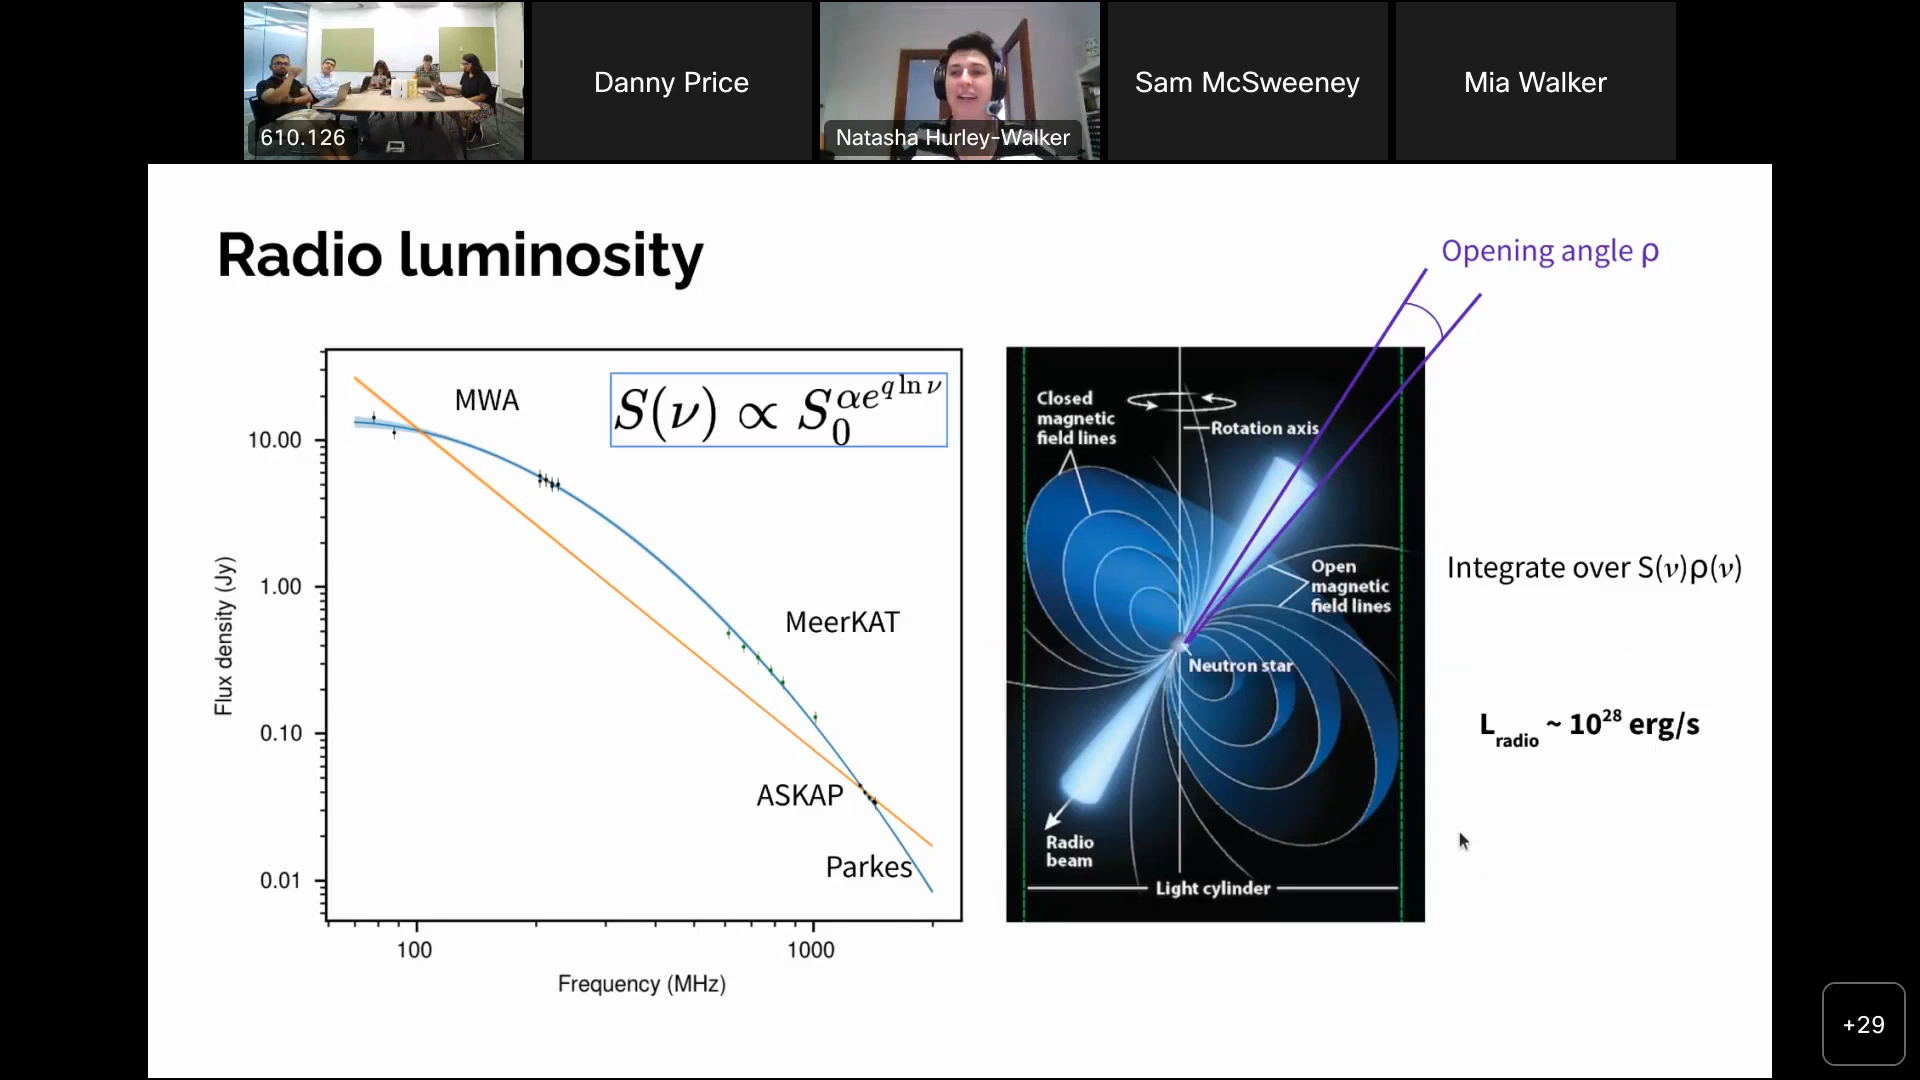 610.126
Danny Price
Natasha Hurley-Walker
Sam McSweeney
Mia Walker
Radio luminosity
Opening angle ρ
MWA
S(ν) ∝ S₀^{αe^{q ln ν}}
MeerKAT
ASKAP
Parkes
10.00
1.00
0.10
0.01
Flux density (Jy)
100
1000
Frequency (MHz)
Closed
magnetic
field lines
Rotation axis
Open
magnetic
field lines
Neutron star
Radio
beam
Light cylinder
Integrate over S(ν)ρ(ν)
L_radio ~ 10²⁸ erg/s
+29